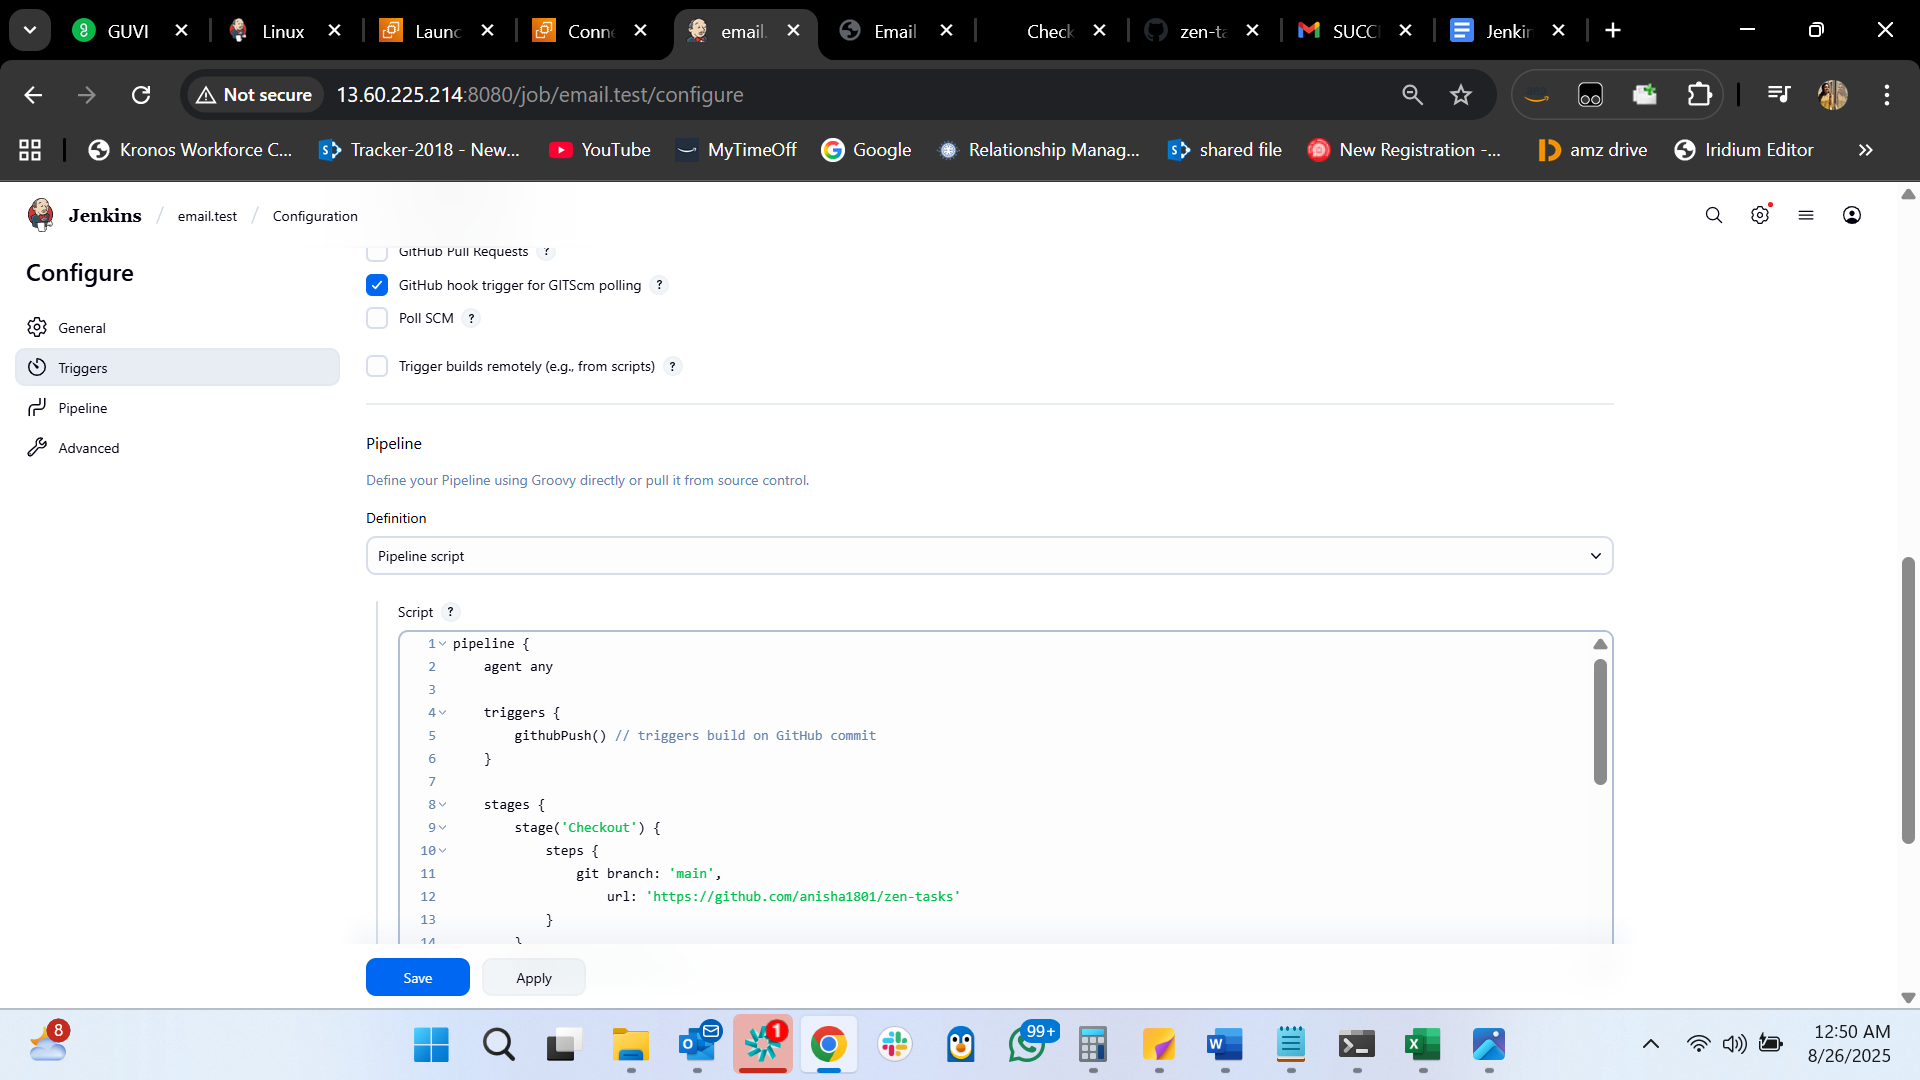 GUVI
Linux
Launc
Conne
email.
Email
Check
zen-ta
SUCC
Jenkin
Not secure
13.60.225.214:8080/job/email.test/configure
Kronos Workforce C...
Tracker-2018 - New...
YouTube
MyTimeOff
Google
Relationship Manag...
shared file
New Registration -...
amz drive
Iridium Editor
Jenkins / email.test / Configuration
Configure
General
Triggers
Pipeline
Advanced
GitHub Pull Requests ?
GitHub hook trigger for GITScm polling ?
Poll SCM ?
Trigger builds remotely (e.g., from scripts) ?
Pipeline
Define your Pipeline using Groovy directly or pull it from source control.
Definition
Pipeline script
Script ?
1 pipeline {
2 agent any
3
4 triggers {
5 githubPush() // triggers build on GitHub commit
6 }
7
8 stages {
9 stage('Checkout') {
10 steps {
11 git branch: 'main',
12 url: 'https://github.com/anisha1801/zen-tasks'
13 }
14 }
Save
Apply
8
1
99+
12:50 AM
8/26/2025